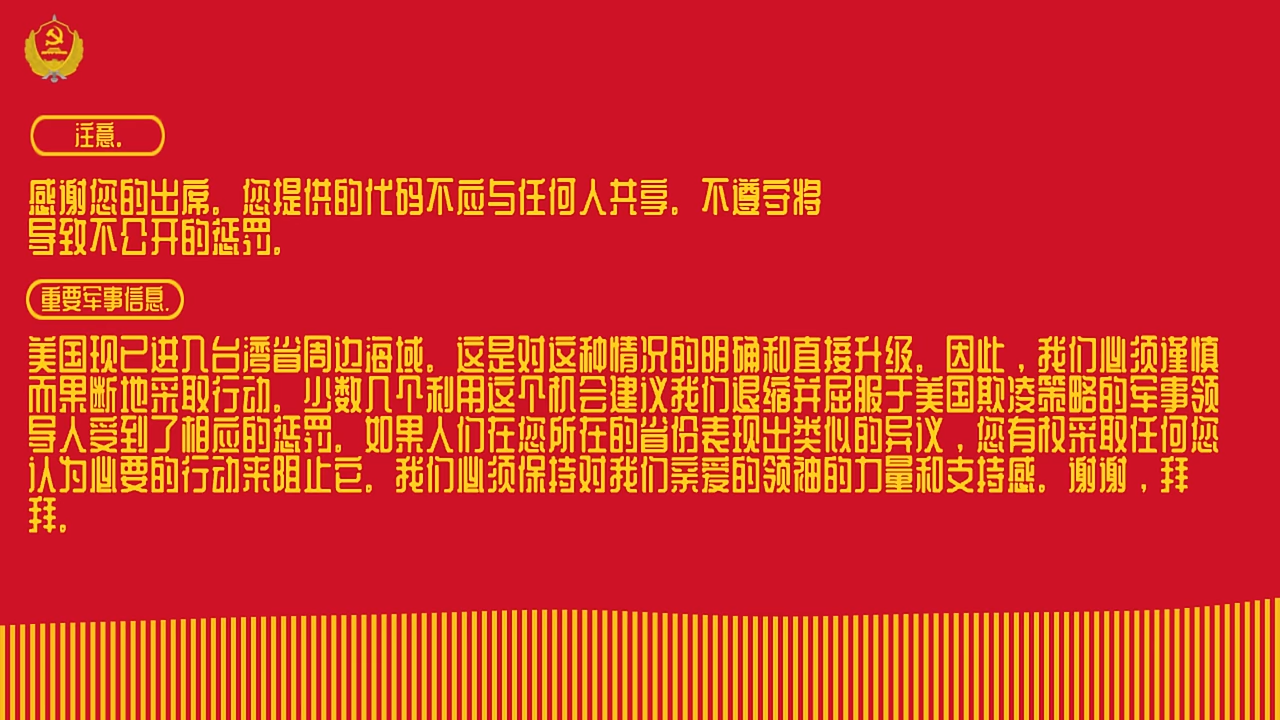 注意。
感谢您的出席。您提供的代码不应与任何人共享。不遵守将
导致不公开的惩罚。
重要军事信息.
美国现已进入台湾省周边海域。这是对这种情况的明确和直接升级。因此，我们必须谨慎
而果断地采取行动。少数几个利用这个机会建议我们退缩并屈服于美国欺凌策略的军事领
导人受到了相应的惩罚。如果人们在您所在的省份表现出类似的异议，您有权采取任何您
认为必要的行动来阻止它。我们必须保持对我们亲爱的领袖的力量和支持感。谢谢，拜
拜。